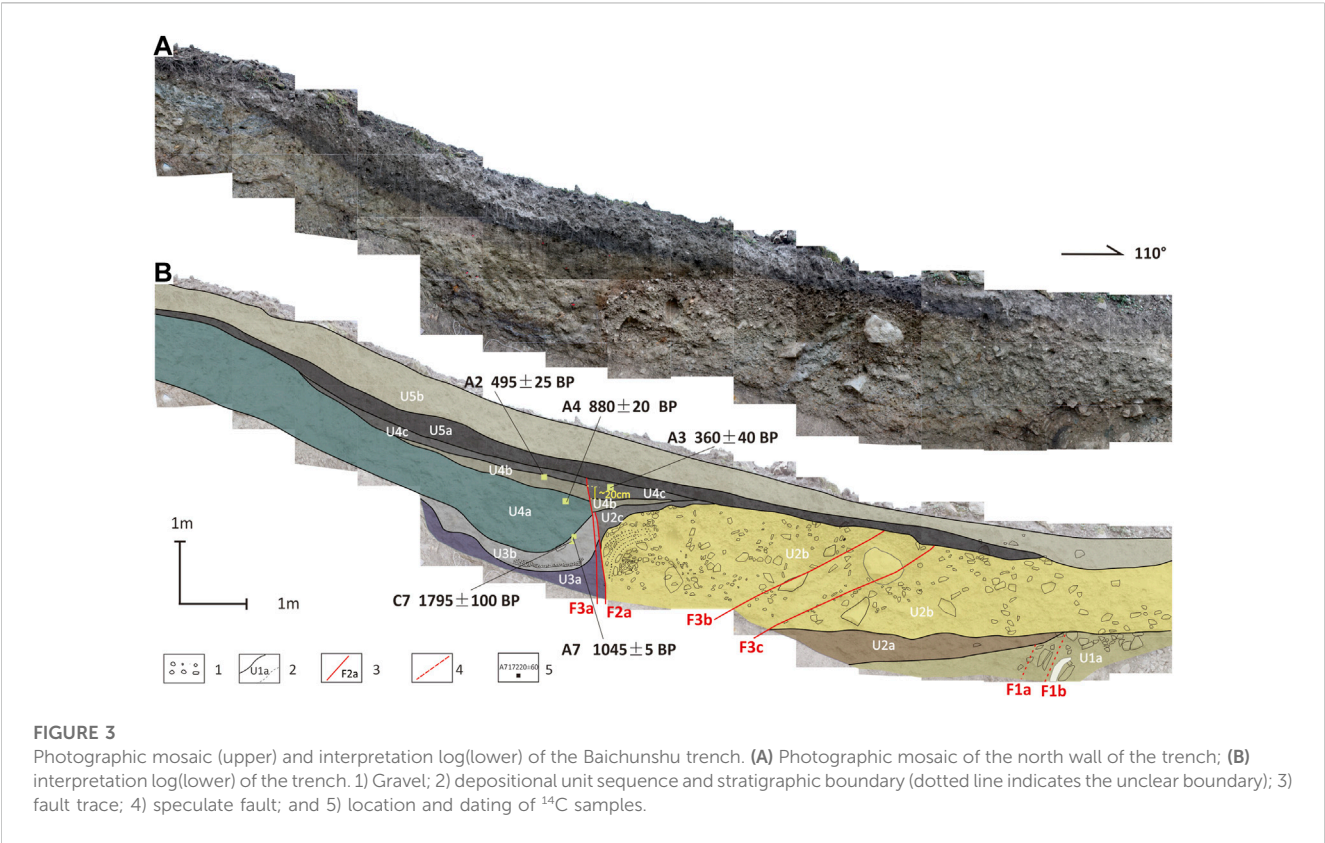 A
110°
B
A2 495±25 BP
A4 880±20 BP
A3 360±40 BP
U5b
U5a
U4c
U4b
~20cm
U4c
U4b
U4a
U2c
U2b
U3b
U3a
U2b
1m
1m
C7 1795±100 BP
F3a
F2a
F3b
F3c
A7 1045±5 BP
U2a
U1a
F1a
F1b
1
U1a
2
F2a
3
4
A717220±60
5
FIGURE 3
Photographic mosaic (upper) and interpretation log(lower) of the Baichunshu trench. (A) Photographic mosaic of the north wall of the trench; (B)
interpretation log(lower) of the trench. 1) Gravel; 2) depositional unit sequence and stratigraphic boundary (dotted line indicates the unclear boundary); 3)
fault trace; 4) speculate fault; and 5) location and dating of ¹⁴C samples.